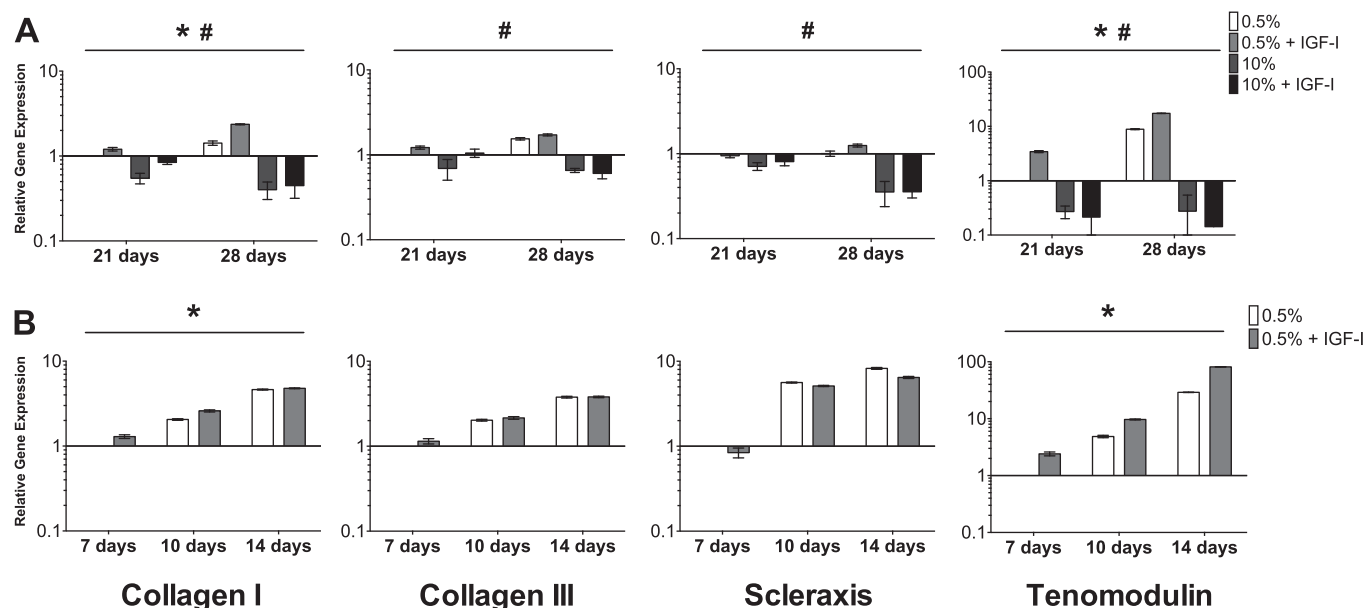 A
* #
#
#
* #
0.5%
0.5% + IGF-I
10%
10% + IGF-I
Relative Gene Expression
10
1
0.1
21 days 28 days
10
1
0.1
21 days 28 days
10
1
0.1
21 days 28 days
100
10
1
0.1
21 days 28 days
B
*
*
0.5%
0.5% + IGF-I
Relative Gene Expression
10
1
0.1
7 days 10 days 14 days
10
1
0.1
7 days 10 days 14 days
10
1
0.1
7 days 10 days 14 days
100
10
1
0.1
7 days 10 days 14 days
Collagen I
Collagen III
Scleraxis
Tenomodulin